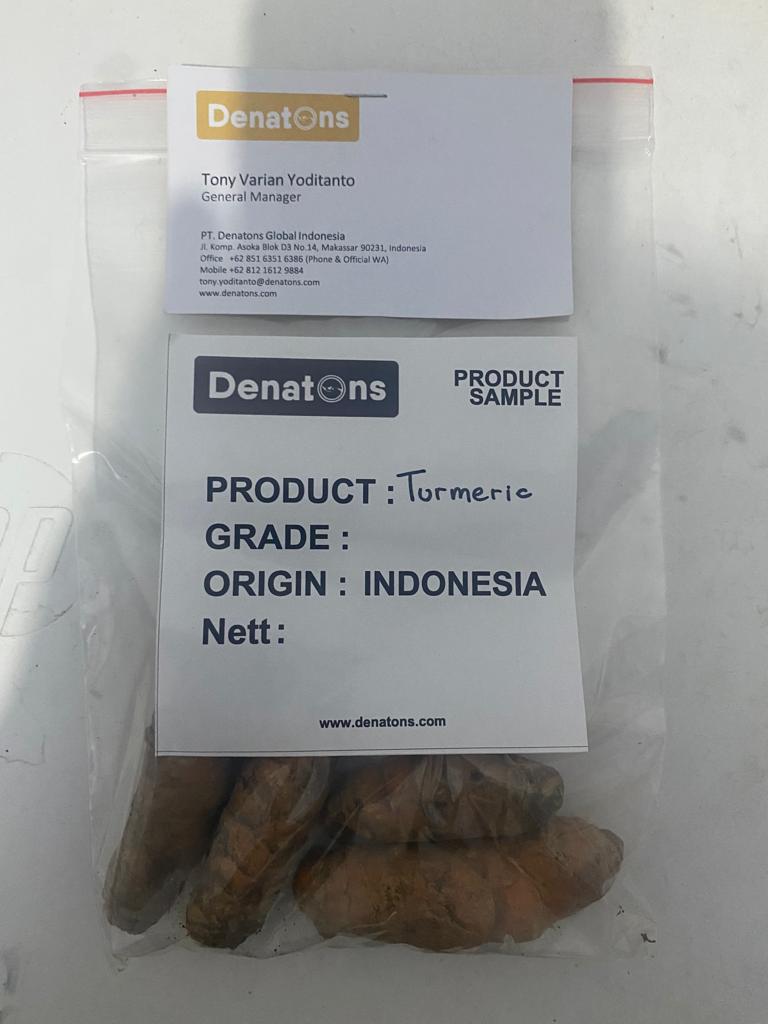 Denatons
Tony Varian Yoditanto
General Manager
PT. Denatons Global Indonesia
Jl. Komp. Asoka Blok D3 No.14, Makassar 90231, Indonesia
Office +62 851 6351 6386 (Phone & Official WA)
Mobile +62 812 1612 9884
tony.yoditanto@denatons.com
www.denatons.com
Denatons
PRODUCT
SAMPLE
PRODUCT : Turmeric
GRADE :
ORIGIN : INDONESIA
Nett :
www.denatons.com